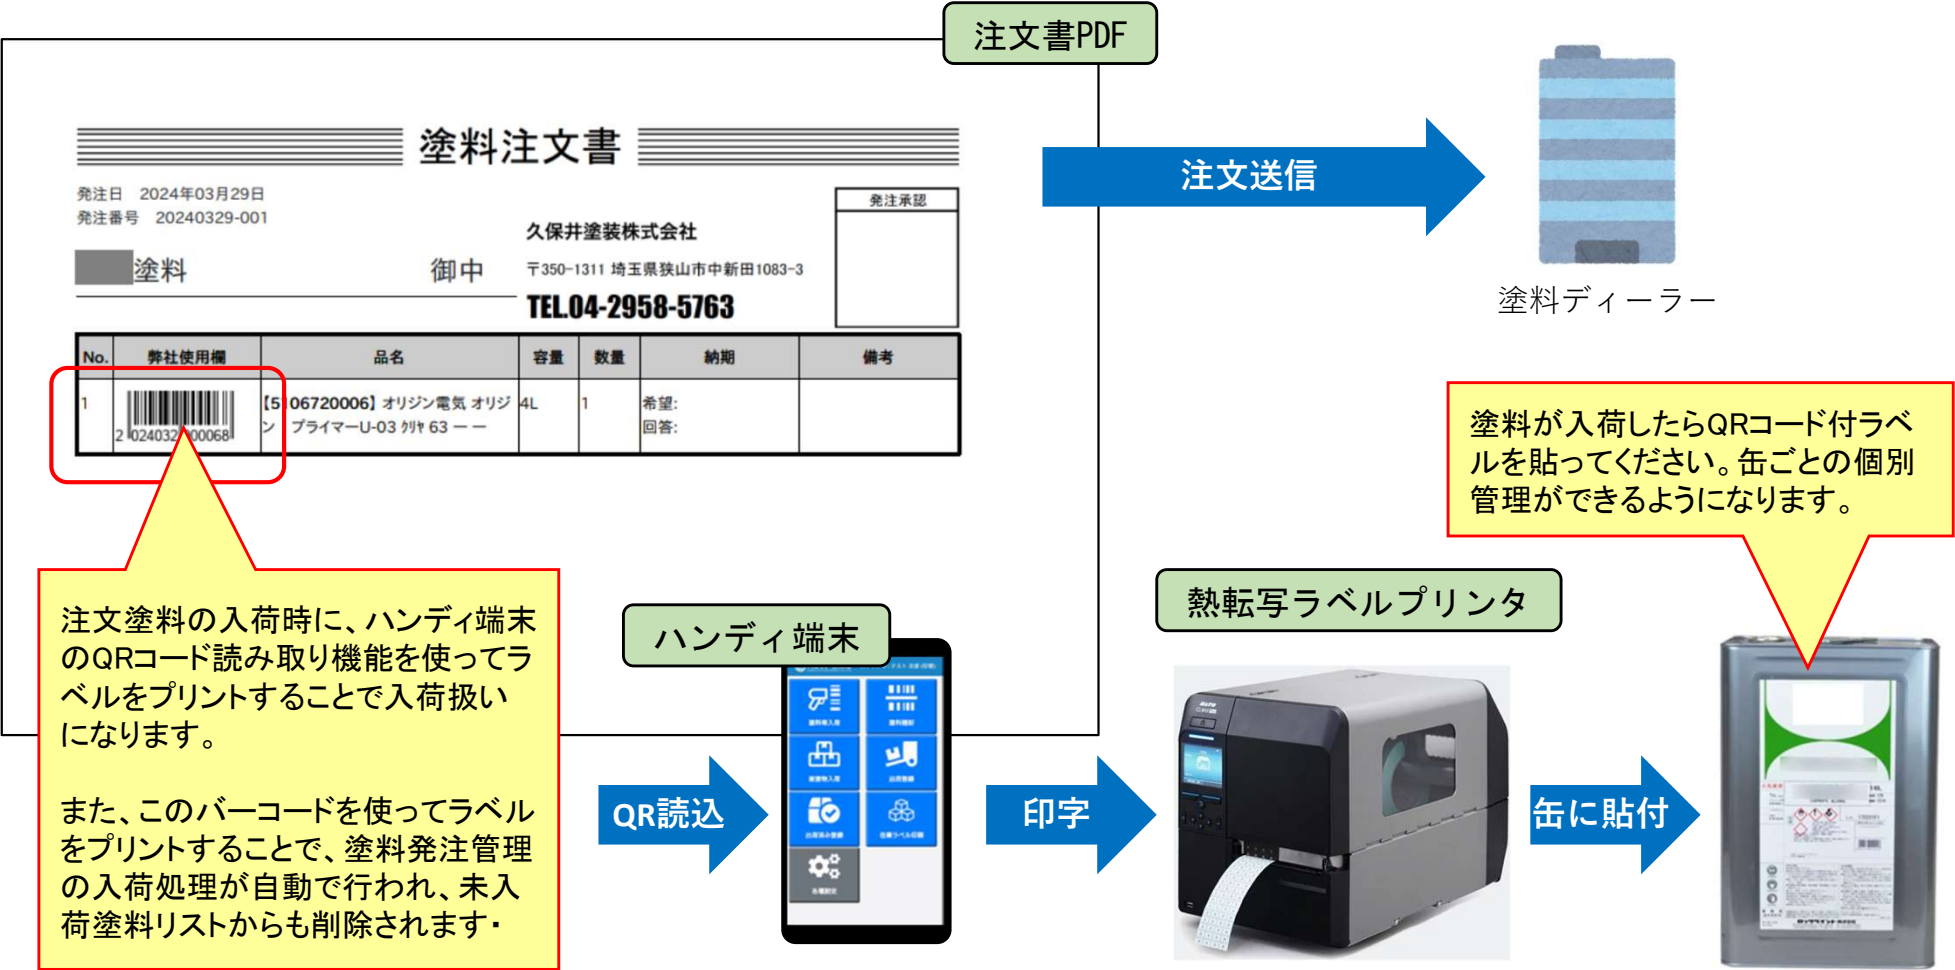 注文書PDF
塗料注文書
発注日 2024年03月29日
発注番号 20240329-001
久保井塗装株式会社
発注承認
塗料 御中
〒350-1311 埼玉県狭山市中新田1083-3
TEL.04-2958-5763
No. 弊社使用欄 品名 容量 数量 納期 備考
1 【5106720006】オリジン電気 オリジ 4L 1 希望:
ン プライマーU-03 クリヤ 63 ー ー 回答:
注文送信
塗料ディーラー
塗料が入荷したらQRコード付ラベ
ルを貼ってください。缶ごとの個別
管理ができるようになります。
注文塗料の入荷時に、ハンディ端末
のQRコード読み取り機能を使ってラ
ベルをプリントすることで入荷扱い
になります。
また、このバーコードを使ってラベル
をプリントすることで、塗料発注管理
の入荷処理が自動で行われ、未入
荷塗料リストからも削除されます・
ハンディ端末
熱転写ラベルプリンタ
QR読込
印字
缶に貼付